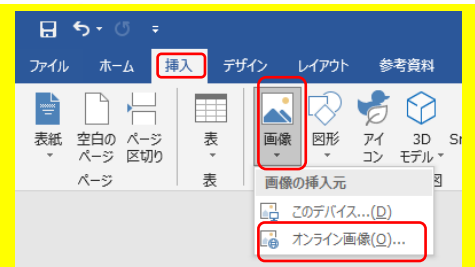 ファイル ホーム 挿入 デザイン レイアウト 参考資料
表紙 空白の ページ 表 画像 図形 アイ 3D
ページ 区切り コン モデル
ページ 表 図
画像の挿入元
このデバイス...(D)
オンライン画像(O)...